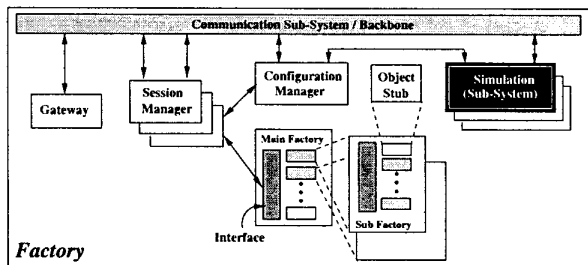 Communication Sub-System / Backbone
Gateway
Session
Manager
Configuration
Manager
Object
Stub
Simulation
(Sub-System)
Main Factory
Sub Factory
Interface
Factory